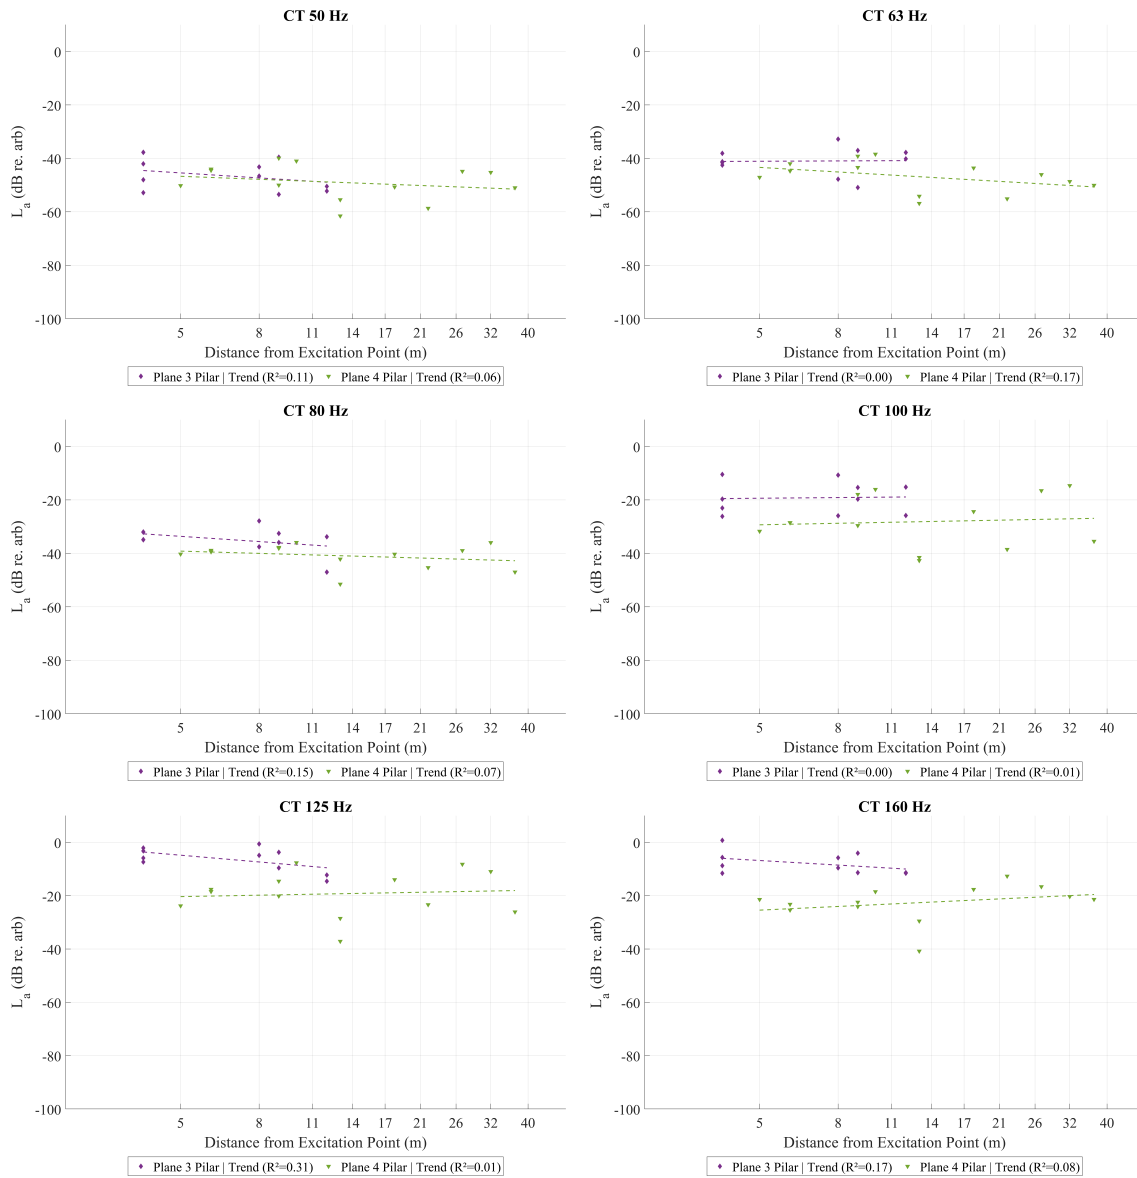 CT 50 Hz
0
-20
-40
-60
-80
-100
L_a (dB re. arb)
5 8 11 14 17 21 26 32 40
Distance from Excitation Point (m)
Plane 3 Pilar | Trend (R²=0.11) Plane 4 Pilar | Trend (R²=0.06)
CT 63 Hz
0
-20
-40
-60
-80
-100
L_a (dB re. arb)
5 8 11 14 17 21 26 32 40
Distance from Excitation Point (m)
Plane 3 Pilar | Trend (R²=0.00) Plane 4 Pilar | Trend (R²=0.17)
CT 80 Hz
0
-20
-40
-60
-80
-100
L_a (dB re. arb)
5 8 11 14 17 21 26 32 40
Distance from Excitation Point (m)
Plane 3 Pilar | Trend (R²=0.15) Plane 4 Pilar | Trend (R²=0.07)
CT 100 Hz
0
-20
-40
-60
-80
-100
L_a (dB re. arb)
5 8 11 14 17 21 26 32 40
Distance from Excitation Point (m)
Plane 3 Pilar | Trend (R²=0.00) Plane 4 Pilar | Trend (R²=0.01)
CT 125 Hz
0
-20
-40
-60
-80
-100
L_a (dB re. arb)
5 8 11 14 17 21 26 32 40
Distance from Excitation Point (m)
Plane 3 Pilar | Trend (R²=0.31) Plane 4 Pilar | Trend (R²=0.01)
CT 160 Hz
0
-20
-40
-60
-80
-100
L_a (dB re. arb)
5 8 11 14 17 21 26 32 40
Distance from Excitation Point (m)
Plane 3 Pilar | Trend (R²=0.17) Plane 4 Pilar | Trend (R²=0.08)